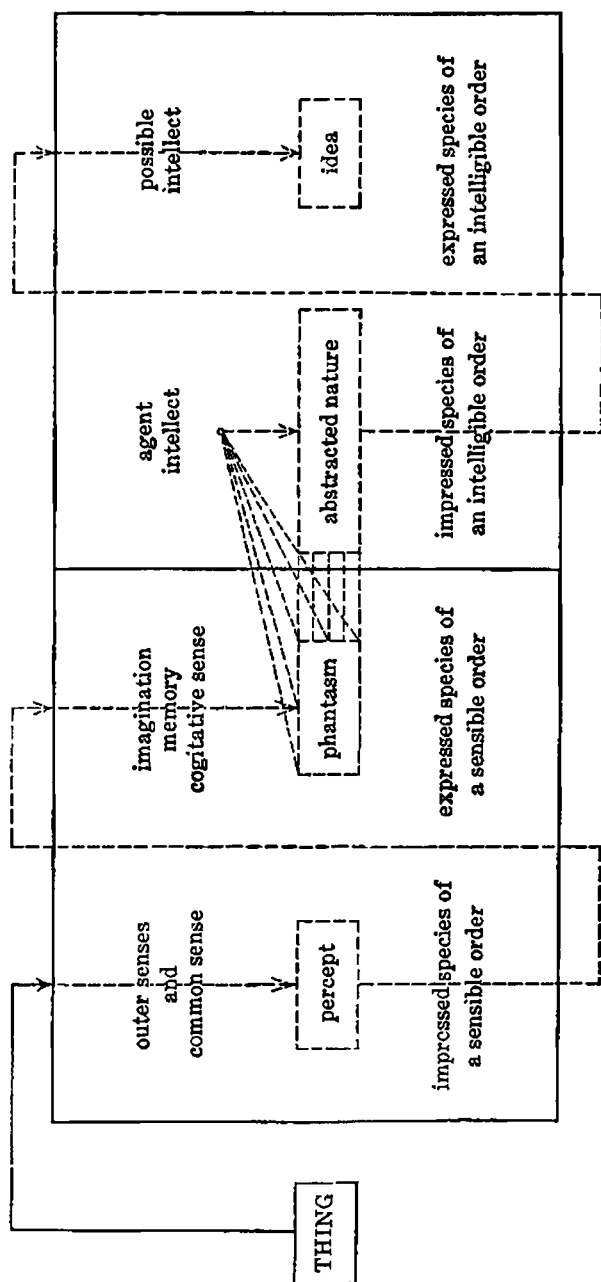 THING
outer senses
and
common sense
percept
impressed species of
a sensible order
imagination
memory
cogitative sense
phantasm
expressed species of
a sensible order
agent
intellect
abstracted nature
impressed species of
an intelligible order
possible
intellect
idea
expressed species of
an intelligible order